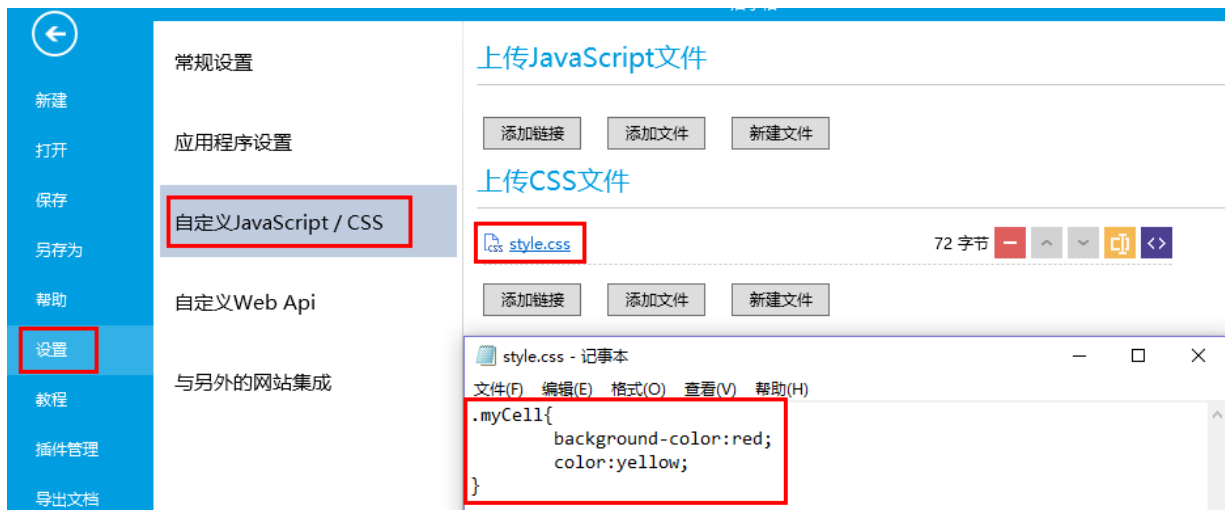 新建
打开
保存
另存为
帮助
设置
教程
插件管理
导出文档
常规设置
应用程序设置
自定义JavaScript / CSS
自定义Web Api
与另外的网站集成
上传JavaScript文件
添加链接 添加文件 新建文件
上传CSS文件
css style.css 72 字节
添加链接 添加文件 新建文件
style.css - 记事本
文件(F) 编辑(E) 格式(O) 查看(V) 帮助(H)
.myCell{
background-color:red;
color:yellow;
}